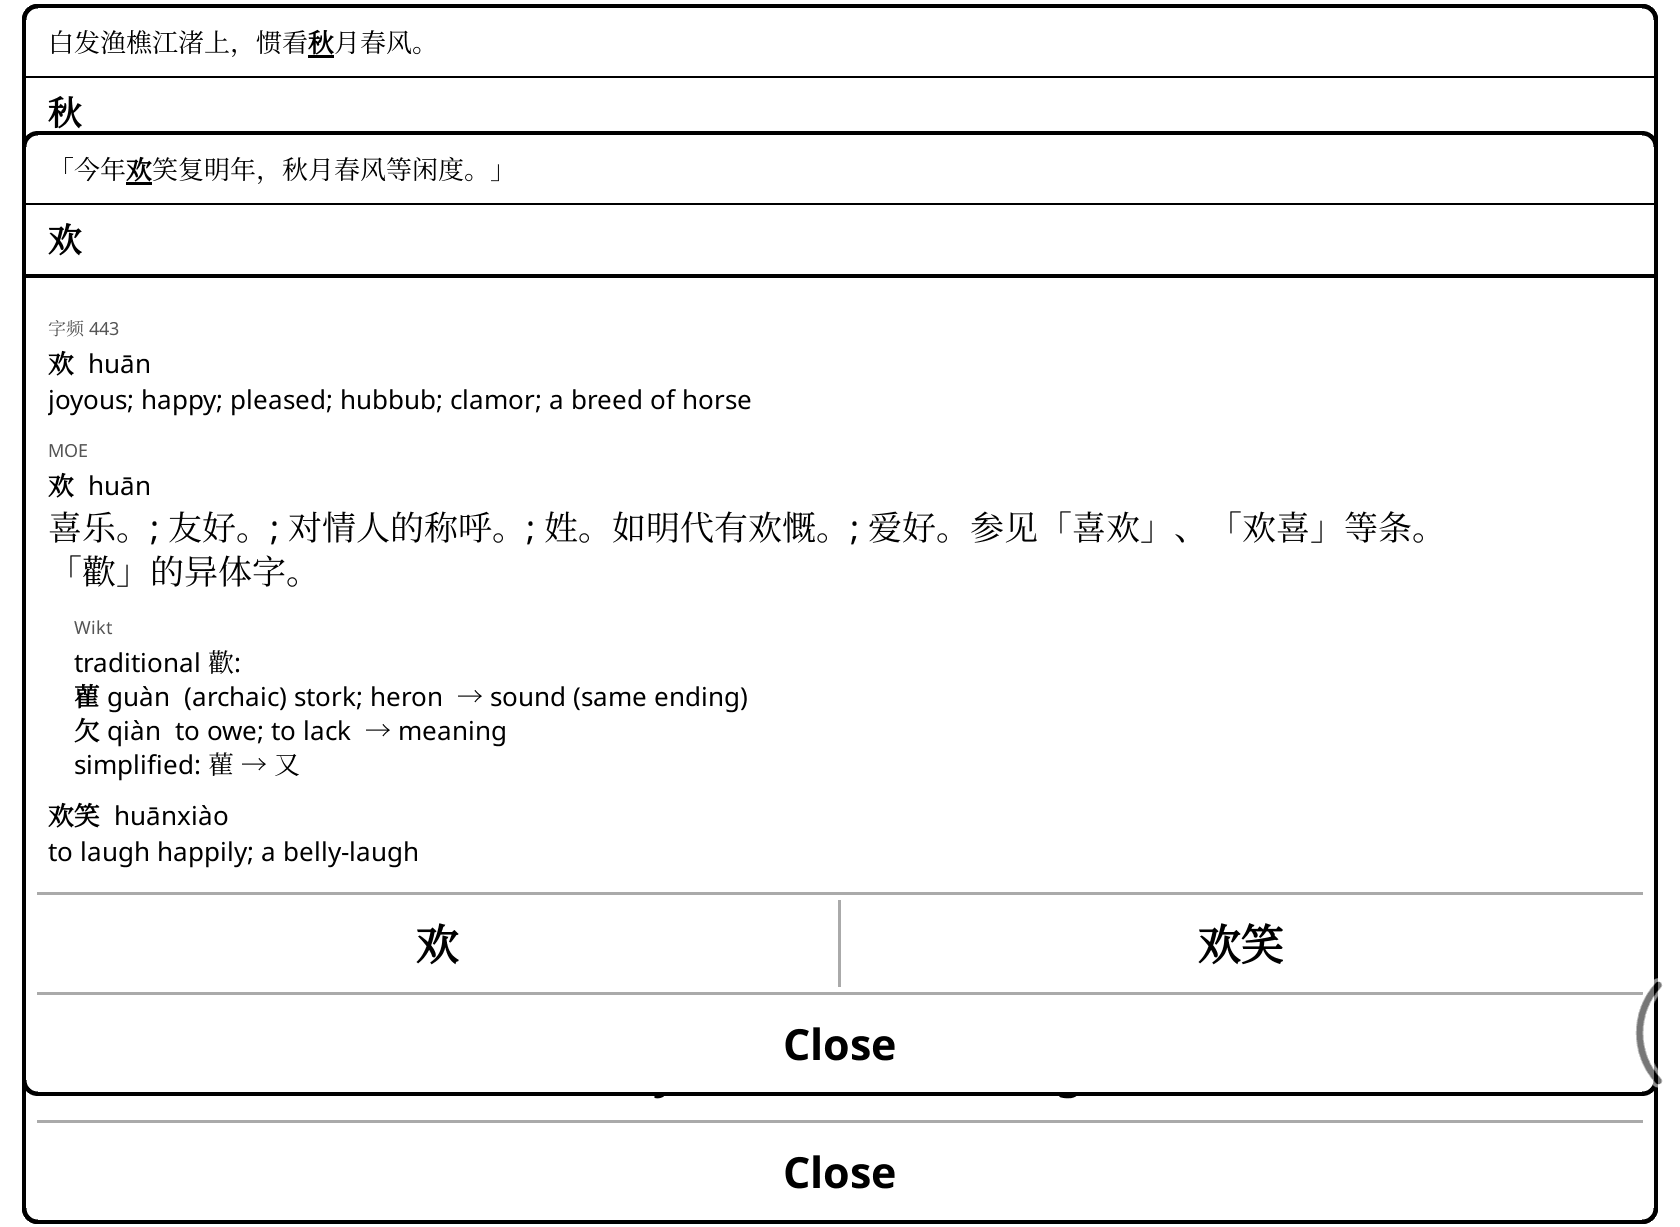 白发渔樵江渚上，惯看秋月春风。
秋
「今年欢笑复明年，秋月春风等闲度。」
欢
字频 443
欢 huān
joyous; happy; pleased; hubbub; clamor; a breed of horse
MOE
欢 huān
喜乐。; 友好。; 对情人的称呼。; 姓。如明代有欢慨。; 爱好。参见「喜欢」、「欢喜」等条。
「歡」的异体字。
Wikt
traditional 歡:
雚 guàn (archaic) stork; heron → sound (same ending)
欠 qiàn to owe; to lack → meaning
simplified: 雚 → 又
欢笑 huānxiào
to laugh happily; a belly-laugh
欢 欢笑
Close
Close